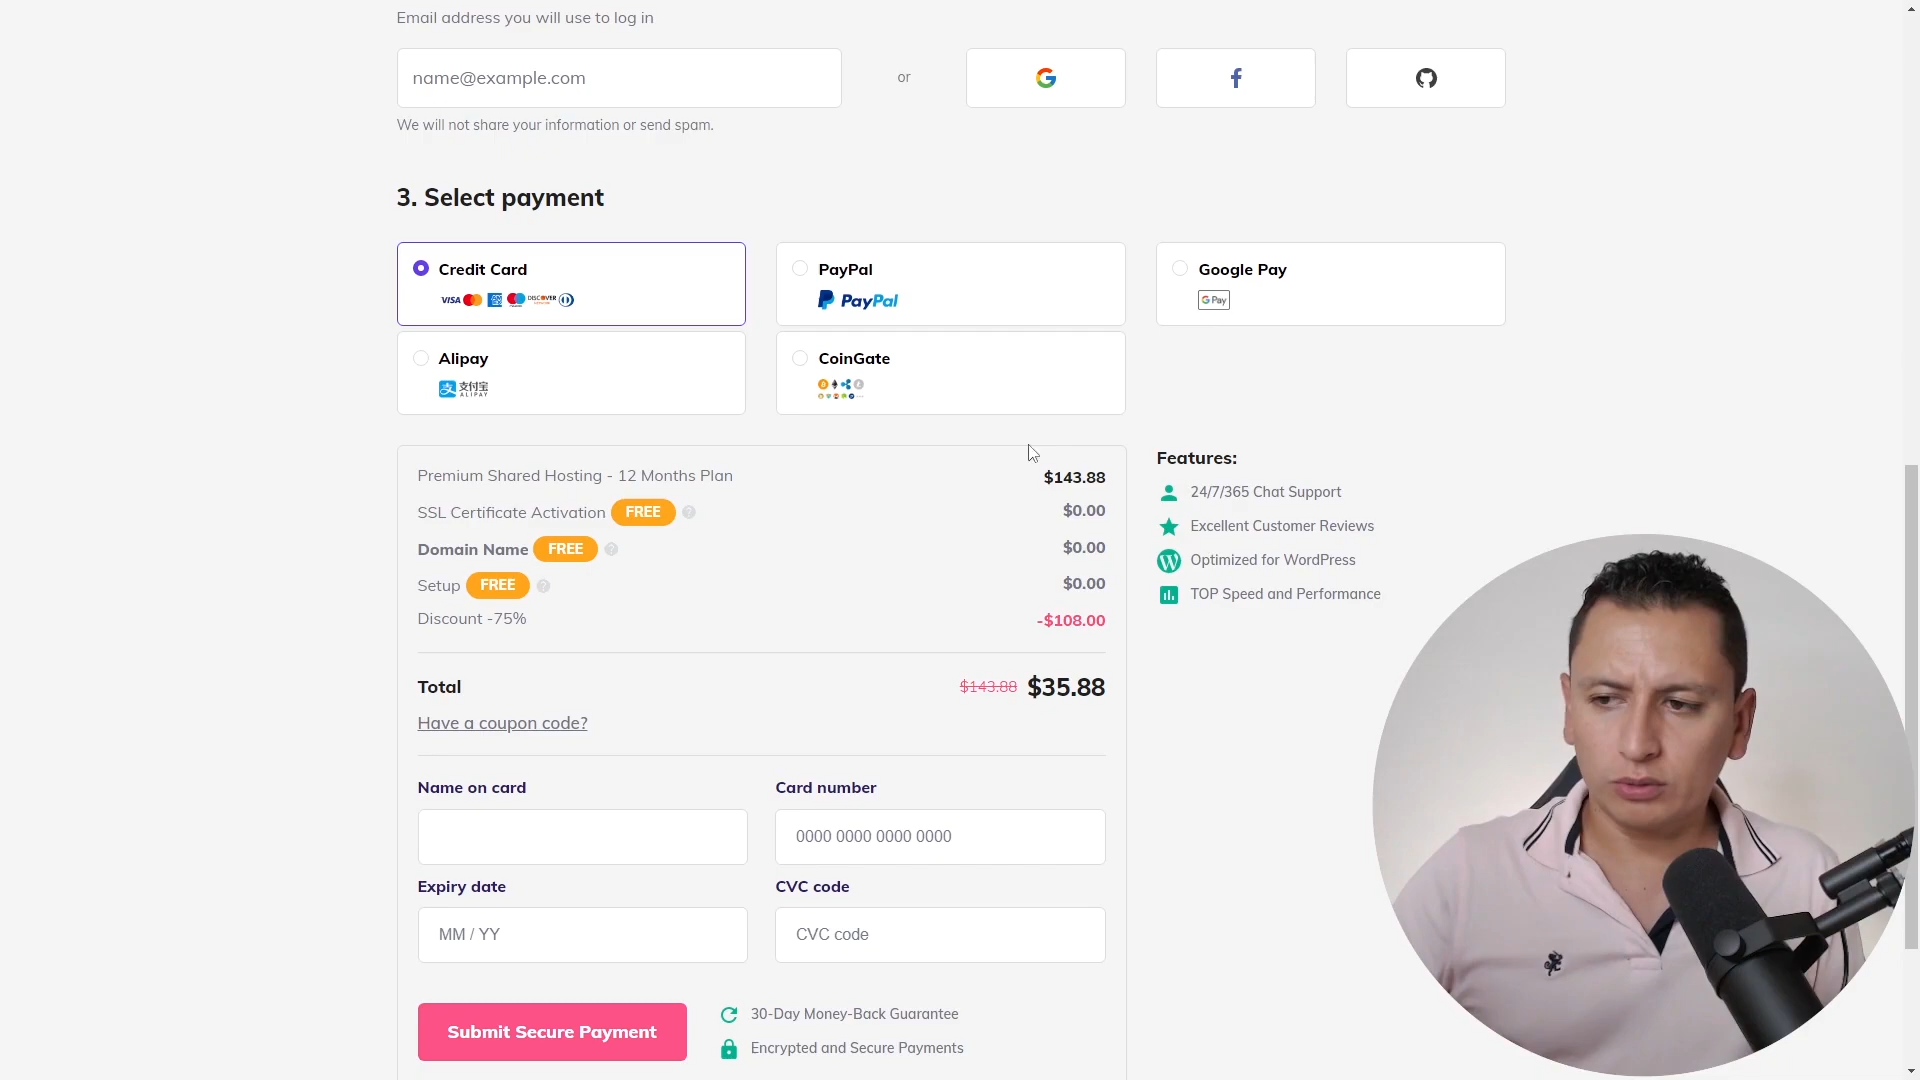 Email address you will use to log in
name@example.com
or
We will not share your information or send spam.
3. Select payment
Credit Card
PayPal
Google Pay
VISA
DISCOVER
PayPal
G Pay
Alipay
CoinGate
支付宝
ALIPAY
Premium Shared Hosting - 12 Months Plan
$143.88
SSL Certificate Activation FREE ?
$0.00
Domain Name FREE ?
$0.00
Setup FREE ?
$0.00
Discount -75%
-$108.00
Total
$143.88 $35.88
Have a coupon code?
Features:
24/7/365 Chat Support
Excellent Customer Reviews
Optimized for WordPress
TOP Speed and Performance
Name on card
Card number
0000 0000 0000 0000
Expiry date
CVC code
MM / YY
CVC code
Submit Secure Payment
30-Day Money-Back Guarantee
Encrypted and Secure Payments